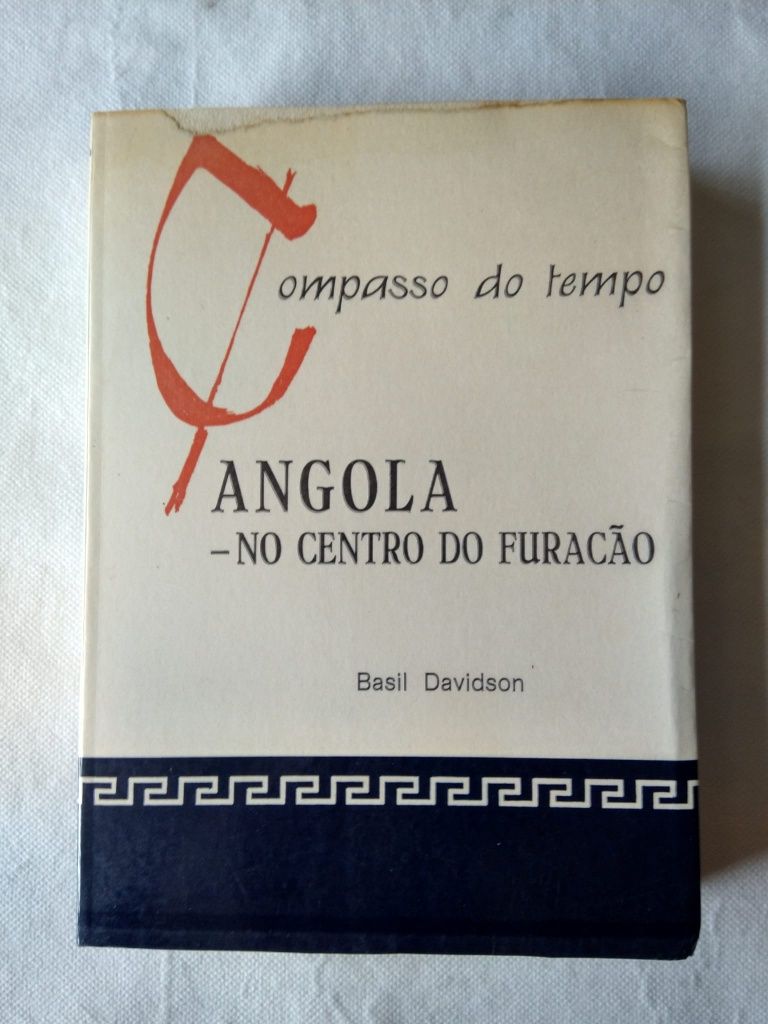 Compasso do tempo
ANGOLA
– NO CENTRO DO FURACÃO
Basil Davidson